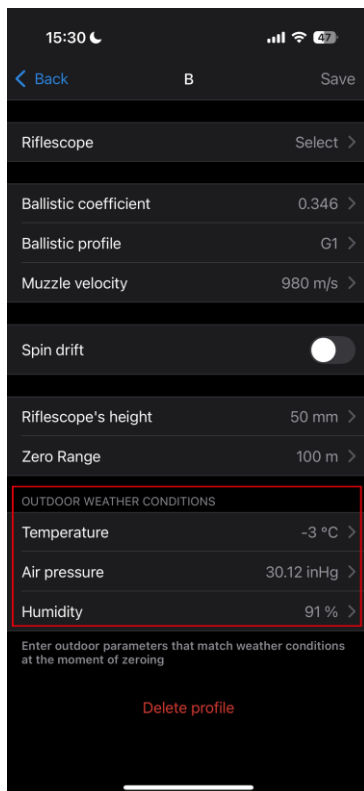 15:30
47
Back B Save
Riflescope Select
Ballistic coefficient 0.346
Ballistic profile G1
Muzzle velocity 980 m/s
Spin drift
Riflescope's height 50 mm
Zero Range 100 m
OUTDOOR WEATHER CONDITIONS
Temperature -3 °C
Air pressure 30.12 inHg
Humidity 91 %
Enter outdoor parameters that match weather conditions
at the moment of zeroing
Delete profile